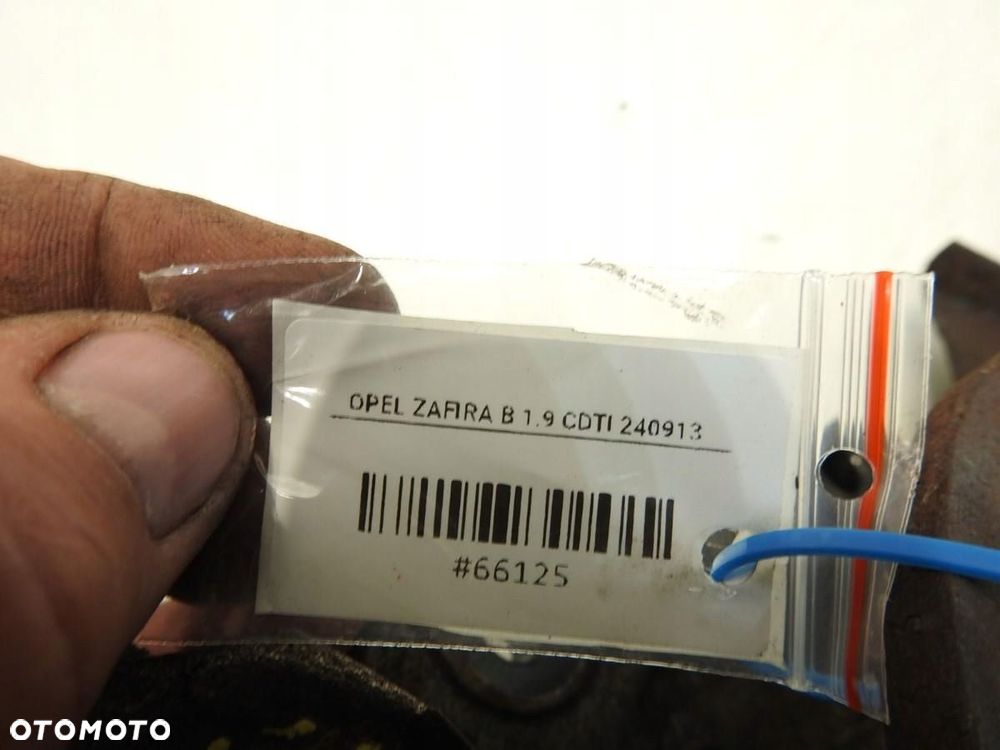 OPEL ZAFIRA B 1.9 CDTI 240913
#66125
OTOMOTO